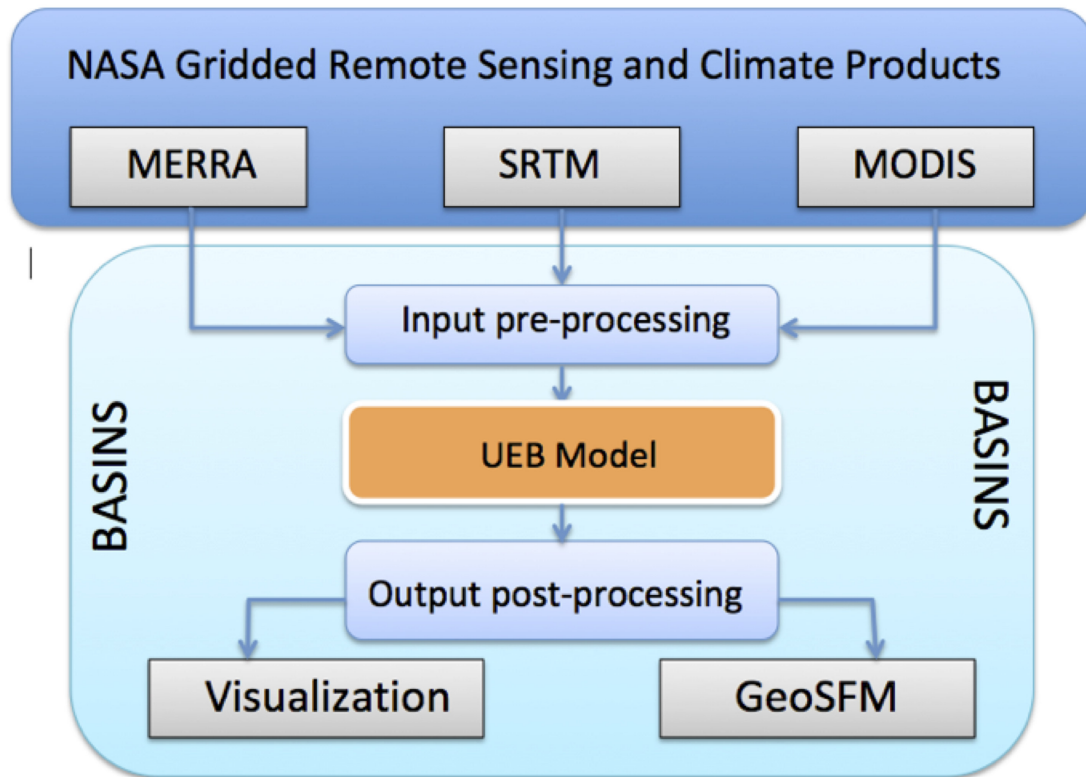 NASA Gridded Remote Sensing and Climate Products
MERRA
SRTM
MODIS
Input pre-processing
BASINS
BASINS
UEB Model
Output post-processing
Visualization
GeoSFM